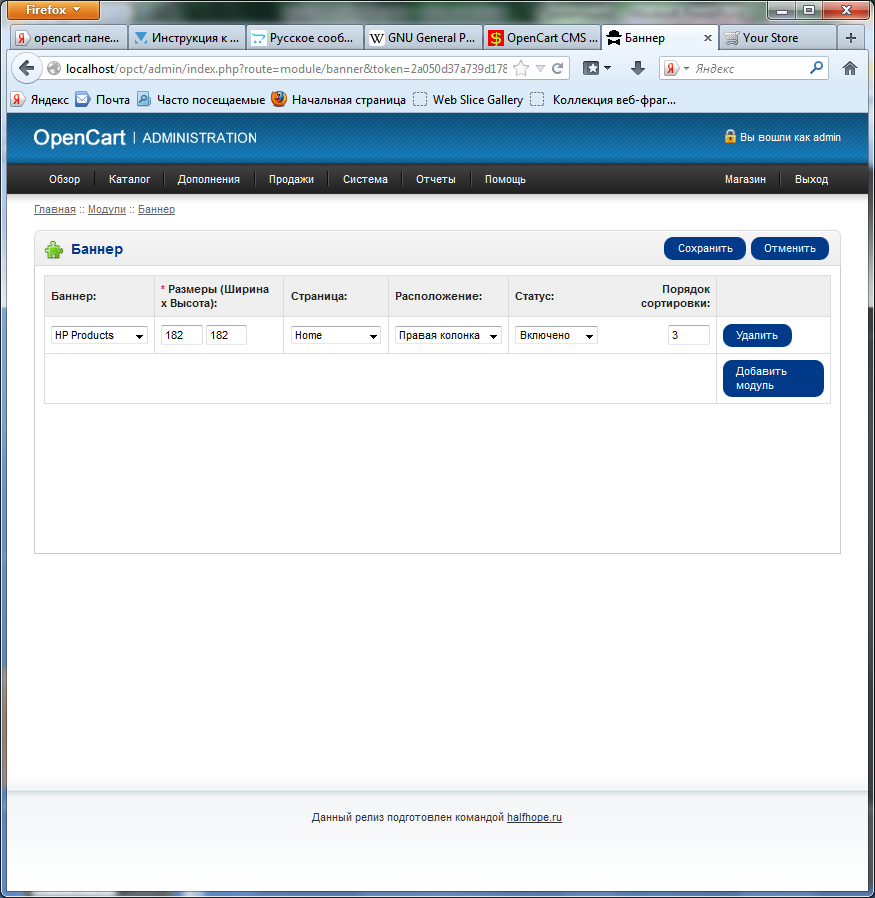 Firefox
opencart пане...
Инструкция к ...
Русское сооб...
GNU General P...
OpenCart CMS ...
Баннер
Your Store
localhost/opct/admin/index.php?route=module/banner&token=2a050d37a739d178
Яндекс
Яндекс Почта Часто посещаемые Начальная страница Web Slice Gallery Коллекция веб-фраг...
OpenCart | ADMINISTRATION
Вы вошли как admin
Обзор Каталог Дополнения Продажи Система Отчеты Помощь Магазин Выход
Главная :: Модули :: Баннер
Баннер
Сохранить Отменить
Баннер:
* Размеры (Ширина
x Высота):
Страница:
Расположение:
Статус:
Порядок
сортировки:
HP Products 182 182 Home Правая колонка Включено 3 Удалить
Добавить
модуль
Данный релиз подготовлен командой halfhope.ru